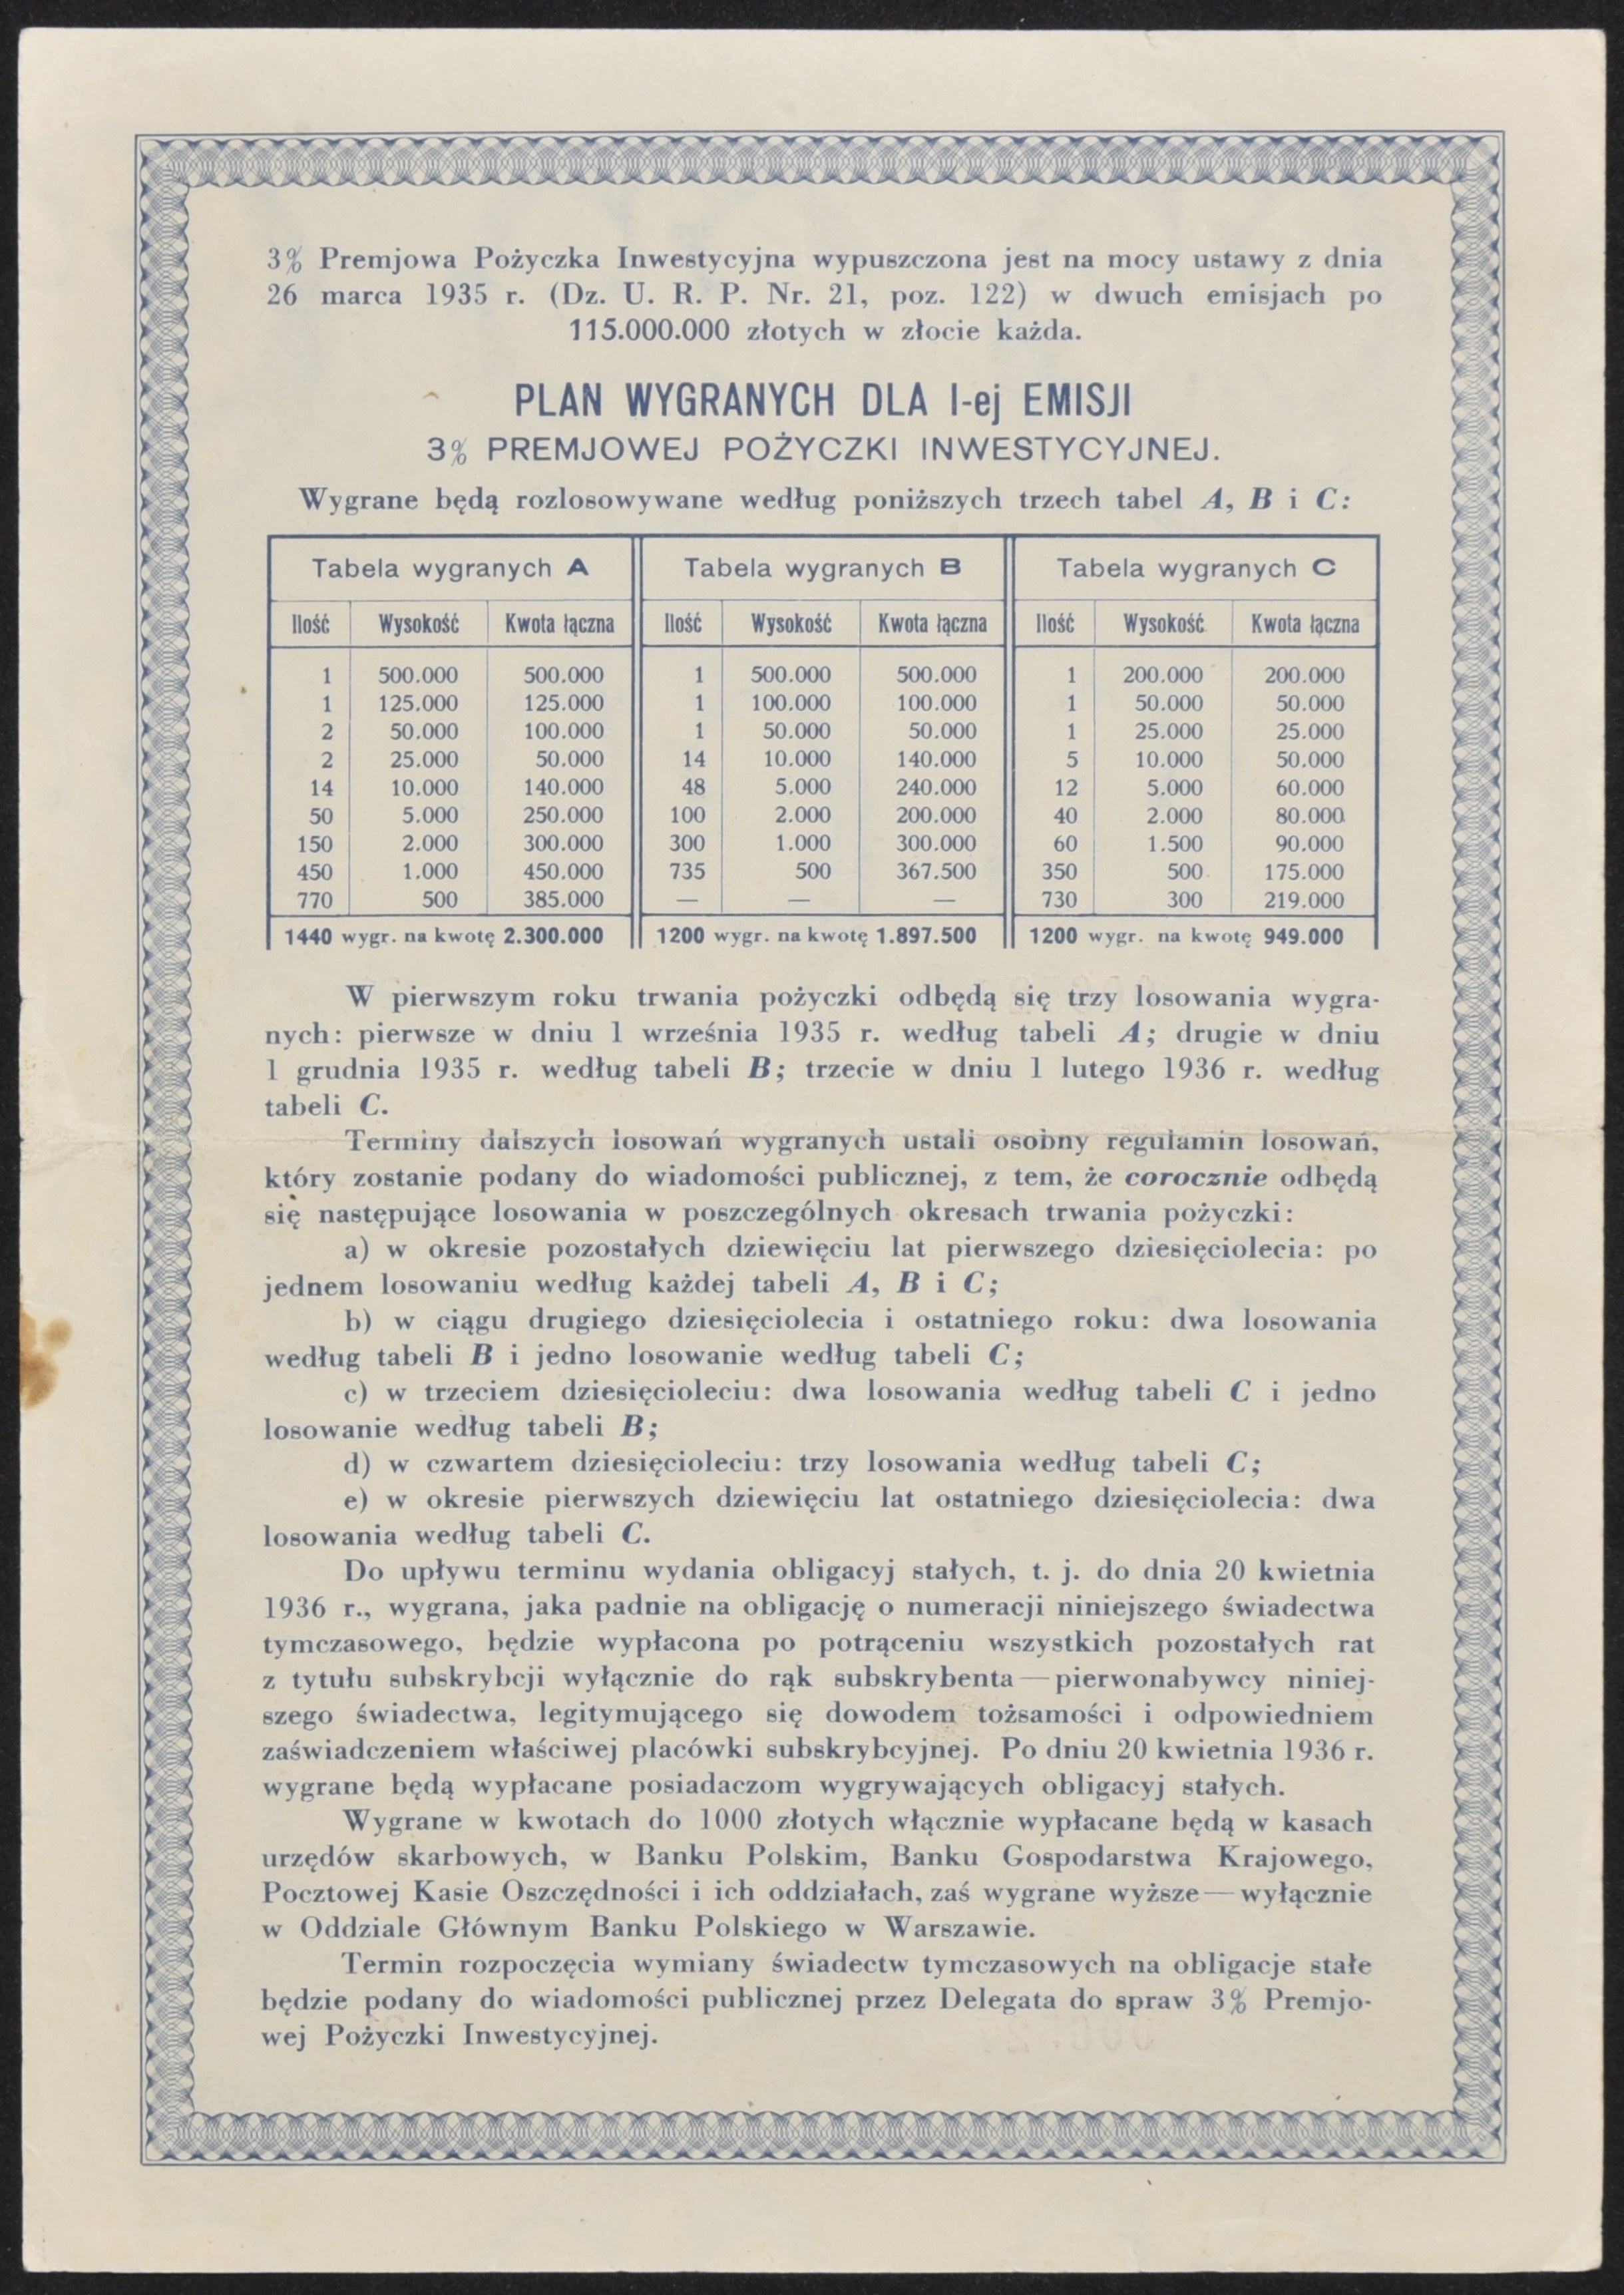 3% Premjowa Pożyczka Inwestycyjna wypuszczona jest na mocy ustawy z dnia
26 marca 1935 r. (Dz. U. R. P. Nr. 21, poz. 122) w dwuch emisjach po
115.000.000 złotych w złocie każda.
PLAN WYGRANYCH DLA I-ej EMISJI
3% PREMJOWEJ POŻYCZKI INWESTYCYJNEJ.
Wygrane będą rozlosowywane według poniższych trzech tabel A, B i C:
Tabela wygranych A Tabela wygranych B Tabela wygranych C
Ilość Wysokość Kwota łączna Ilość Wysokość Kwota łączna Ilość Wysokość Kwota łączna
1 500.000 500.000 1 500.000 500.000 1 200.000 200.000
1 125.000 125.000 1 100.000 100.000 1 50.000 50.000
2 50.000 100.000 1 50.000 50.000 1 25.000 25.000
2 25.000 50.000 14 10.000 140.000 5 10.000 50.000
14 10.000 140.000 48 5.000 240.000 12 5.000 60.000
50 5.000 250.000 100 2.000 200.000 40 2.000 80.000
150 2.000 300.000 300 1.000 300.000 60 1.500 90.000
450 1.000 450.000 735 500 367.500 350 500 175.000
770 500 385.000 — — — 730 300 219.000
1440 wygr. na kwotę 2.300.000 1200 wygr. na kwotę 1.897.500 1200 wygr. na kwotę 949.000
W pierwszym roku trwania pożyczki odbędą się trzy losowania wygra-
nych: pierwsze w dniu 1 września 1935 r. według tabeli A; drugie w dniu
1 grudnia 1935 r. według tabeli B; trzecie w dniu 1 lutego 1936 r. według
tabeli C.
Terminy dalszych losowań wygranych ustali osobny regulamin losowań,
który zostanie podany do wiadomości publicznej, z tem, że corocznie odbędą
się następujące losowania w poszczególnych okresach trwania pożyczki:
a) w okresie pozostałych dziewięciu lat pierwszego dziesięciolecia: po
jednem losowaniu według każdej tabeli A, B i C;
b) w ciągu drugiego dziesięciolecia i ostatniego roku: dwa losowania
według tabeli B i jedno losowanie według tabeli C;
c) w trzeciem dziesięcioleciu: dwa losowania według tabeli C i jedno
losowanie według tabeli B;
d) w czwartem dziesięcioleciu: trzy losowania według tabeli C;
e) w okresie pierwszych dziewięciu lat ostatniego dziesięciolecia: dwa
losowania według tabeli C.
Do upływu terminu wydania obligacyj stałych, t. j. do dnia 20 kwietnia
1936 r., wygrana, jaka padnie na obligację o numeracji niniejszego świadectwa
tymczasowego, będzie wypłacona po potrąceniu wszystkich pozostałych rat
z tytułu subskrybcji wyłącznie do rąk subskrybenta — pierwonabywcy niniej-
szego świadectwa, legitymującego się dowodem tożsamości i odpowiedniem
zaświadczeniem właściwej placówki subskrybcyjnej. Po dniu 20 kwietnia 1936 r.
wygrane będą wypłacane posiadaczom wygrywających obligacyj stałych.
Wygrane w kwotach do 1000 złotych włącznie wypłacane będą w kasach
urzędów skarbowych, w Banku Polskim, Banku Gospodarstwa Krajowego,
Pocztowej Kasie Oszczędności i ich oddziałach, zaś wygrane wyższe — wyłącznie
w Oddziale Głównym Banku Polskiego w Warszawie.
Termin rozpoczęcia wymiany świadectw tymczasowych na obligacje stałe
będzie podany do wiadomości publicznej przez Delegata do spraw 3% Premjo-
wej Pożyczki Inwestycyjnej.